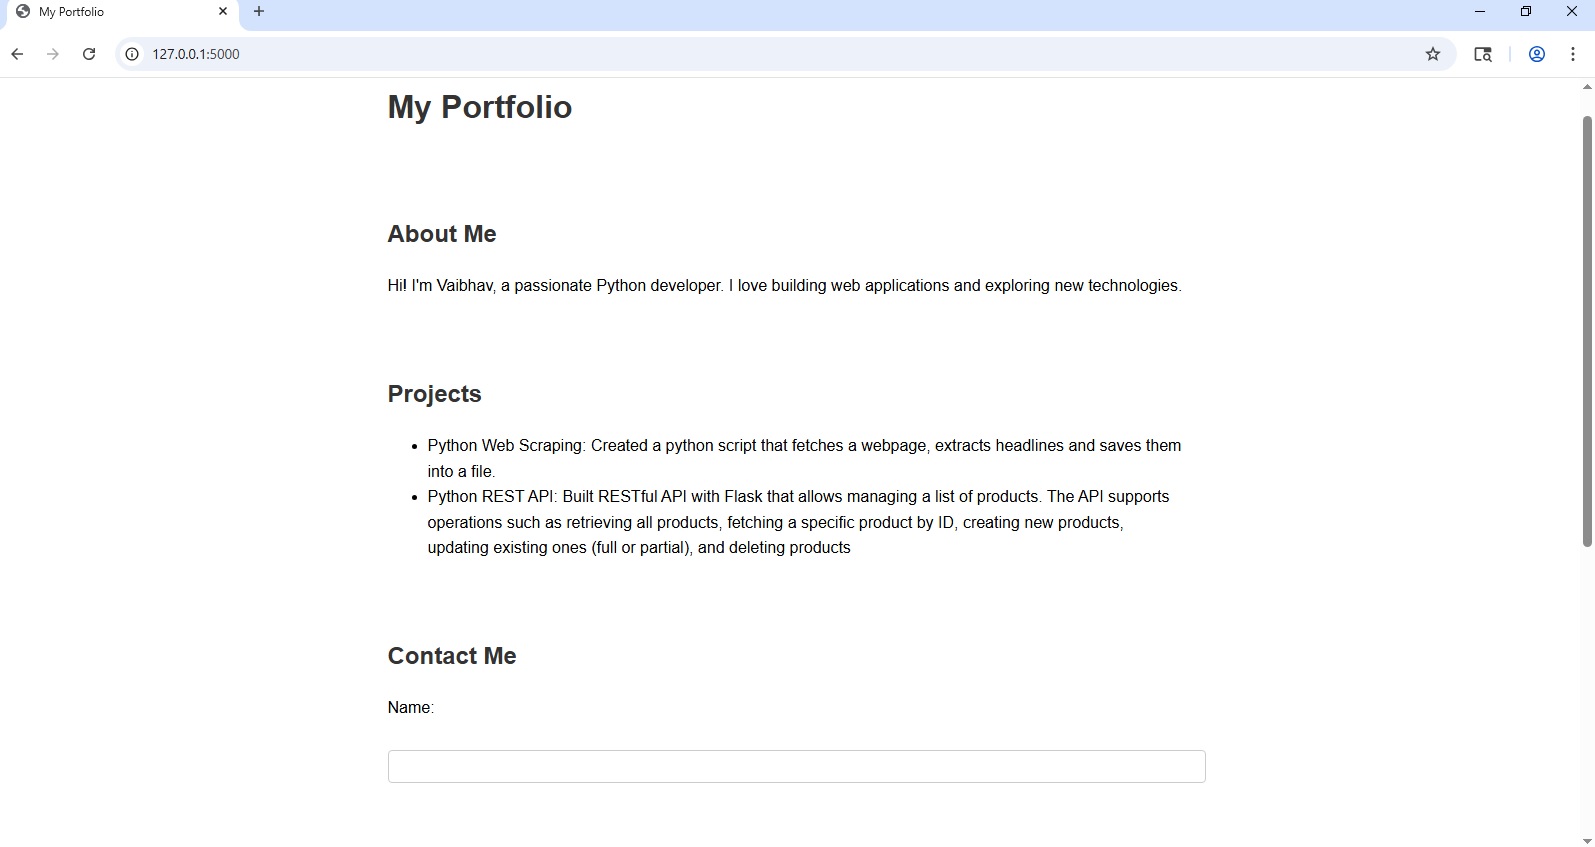 My Portfolio
127.0.0.1:5000
My Portfolio
About Me
Hi! I'm Vaibhav, a passionate Python developer. I love building web applications and exploring new technologies.
Projects
• Python Web Scraping: Created a python script that fetches a webpage, extracts headlines and saves them
into a file.
• Python REST API: Built RESTful API with Flask that allows managing a list of products. The API supports
operations such as retrieving all products, fetching a specific product by ID, creating new products,
updating existing ones (full or partial), and deleting products
Contact Me
Name: